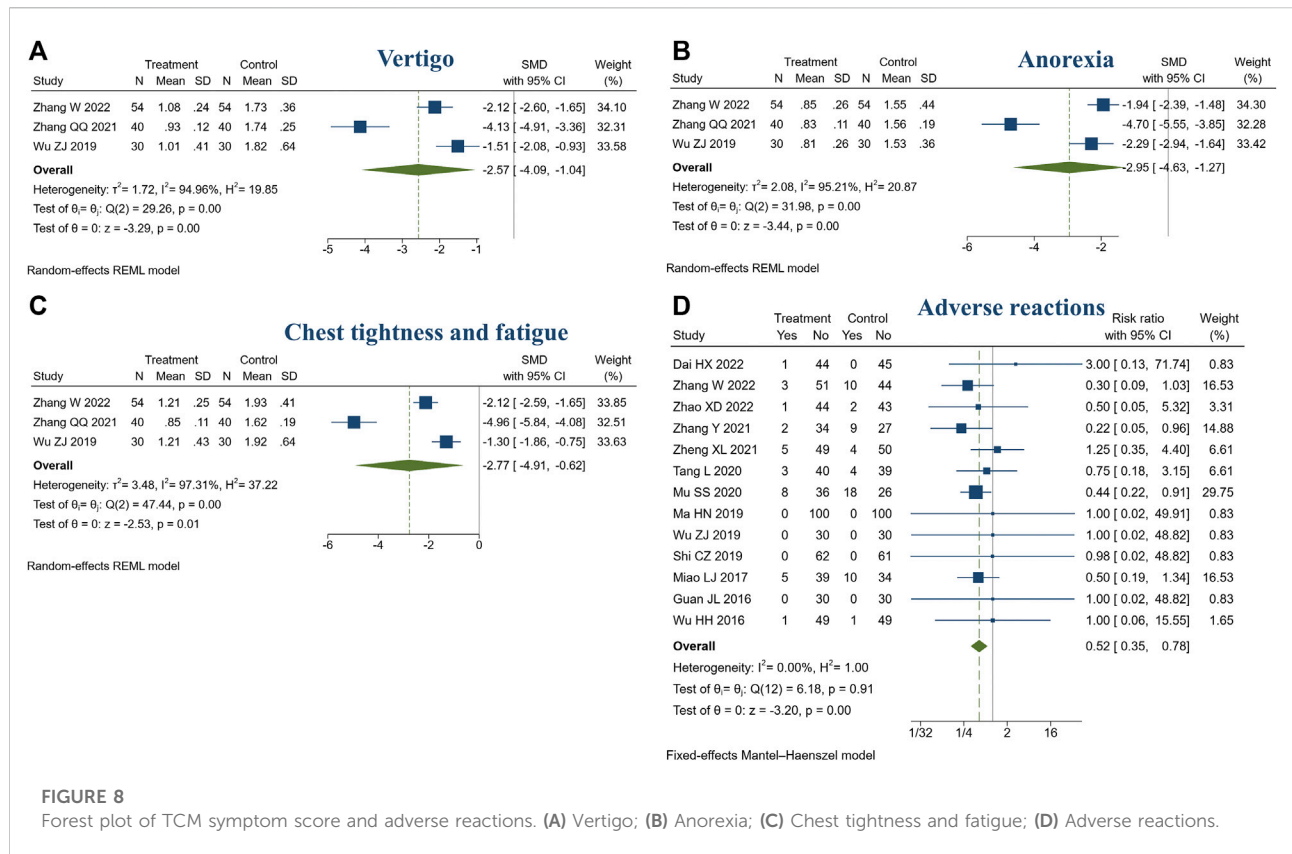 A
Vertigo
Treatment Control SMD Weight
Study N Mean SD N Mean SD with 95% CI (%)
Zhang W 2022 54 1.08 .24 54 1.73 .36 -2.12 [ -2.60, -1.65] 34.10
Zhang QQ 2021 40 .93 .12 40 1.74 .25 -4.13 [ -4.91, -3.36] 32.31
Wu ZJ 2019 30 1.01 .41 30 1.82 .64 -1.51 [ -2.08, -0.93] 33.58
Overall -2.57 [ -4.09, -1.04]
Heterogeneity: τ² = 1.72, I² = 94.96%, H² = 19.85
Test of θᵢ= θⱼ: Q(2) = 29.26, p = 0.00
Test of θ = 0: z = -3.29, p = 0.00
-5 -4 -3 -2 -1
Random-effects REML model
B
Anorexia
Treatment Control SMD Weight
Study N Mean SD N Mean SD with 95% CI (%)
Zhang W 2022 54 .85 .26 54 1.55 .44 -1.94 [ -2.39, -1.48] 34.30
Zhang QQ 2021 40 .83 .11 40 1.56 .19 -4.70 [ -5.55, -3.85] 32.28
Wu ZJ 2019 30 .81 .26 30 1.53 .36 -2.29 [ -2.94, -1.64] 33.42
Overall -2.95 [ -4.63, -1.27]
Heterogeneity: τ² = 2.08, I² = 95.21%, H² = 20.87
Test of θᵢ= θⱼ: Q(2) = 31.98, p = 0.00
Test of θ = 0: z = -3.44, p = 0.00
-6 -4 -2
Random-effects REML model
C
Chest tightness and fatigue
Treatment Control SMD Weight
Study N Mean SD N Mean SD with 95% CI (%)
Zhang W 2022 54 1.21 .25 54 1.93 .41 -2.12 [ -2.59, -1.65] 33.85
Zhang QQ 2021 40 .85 .11 40 1.62 .19 -4.96 [ -5.84, -4.08] 32.51
Wu ZJ 2019 30 1.21 .43 30 1.92 .64 -1.30 [ -1.86, -0.75] 33.63
Overall -2.77 [ -4.91, -0.62]
Heterogeneity: τ² = 3.48, I² = 97.31%, H² = 37.22
Test of θᵢ= θⱼ: Q(2) = 47.44, p = 0.00
Test of θ = 0: z = -2.53, p = 0.01
-6 -4 -2 0
Random-effects REML model
D
Adverse reactions
Treatment Control Risk ratio Weight
Study Yes No Yes No with 95% CI (%)
Dai HX 2022 1 44 0 45 3.00 [ 0.13, 71.74] 0.83
Zhang W 2022 3 51 10 44 0.30 [ 0.09, 1.03] 16.53
Zhao XD 2022 1 44 2 43 0.50 [ 0.05, 5.32] 3.31
Zhang Y 2021 2 34 9 27 0.22 [ 0.05, 0.96] 14.88
Zheng XL 2021 5 49 4 50 1.25 [ 0.35, 4.40] 6.61
Tang L 2020 3 40 4 39 0.75 [ 0.18, 3.15] 6.61
Mu SS 2020 8 36 18 26 0.44 [ 0.22, 0.91] 29.75
Ma HN 2019 0 100 0 100 1.00 [ 0.02, 49.91] 0.83
Wu ZJ 2019 0 30 0 30 1.00 [ 0.02, 48.82] 0.83
Shi CZ 2019 0 62 0 61 0.98 [ 0.02, 48.82] 0.83
Miao LJ 2017 5 39 10 34 0.50 [ 0.19, 1.34] 16.53
Guan JL 2016 0 30 0 30 1.00 [ 0.02, 48.82] 0.83
Wu HH 2016 1 49 1 49 1.00 [ 0.06, 15.55] 1.65
Overall 0.52 [ 0.35, 0.78]
Heterogeneity: I² = 0.00%, H² = 1.00
Test of θᵢ= θⱼ: Q(12) = 6.18, p = 0.91
Test of θ = 0: z = -3.20, p = 0.00
1/32 1/4 2 16
Fixed-effects Mantel–Haenszel model
FIGURE 8
Forest plot of TCM symptom score and adverse reactions. (A) Vertigo; (B) Anorexia; (C) Chest tightness and fatigue; (D) Adverse reactions.